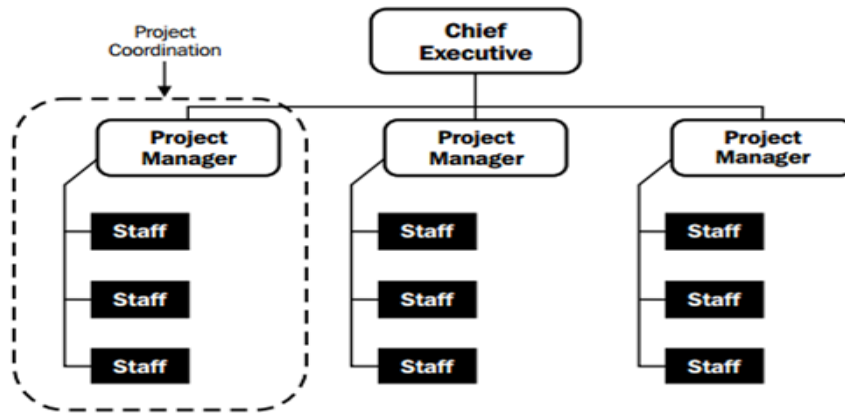 Project
Coordination
Chief
Executive
Project
Manager
Project
Manager
Project
Manager
Staff
Staff
Staff
Staff
Staff
Staff
Staff
Staff
Staff